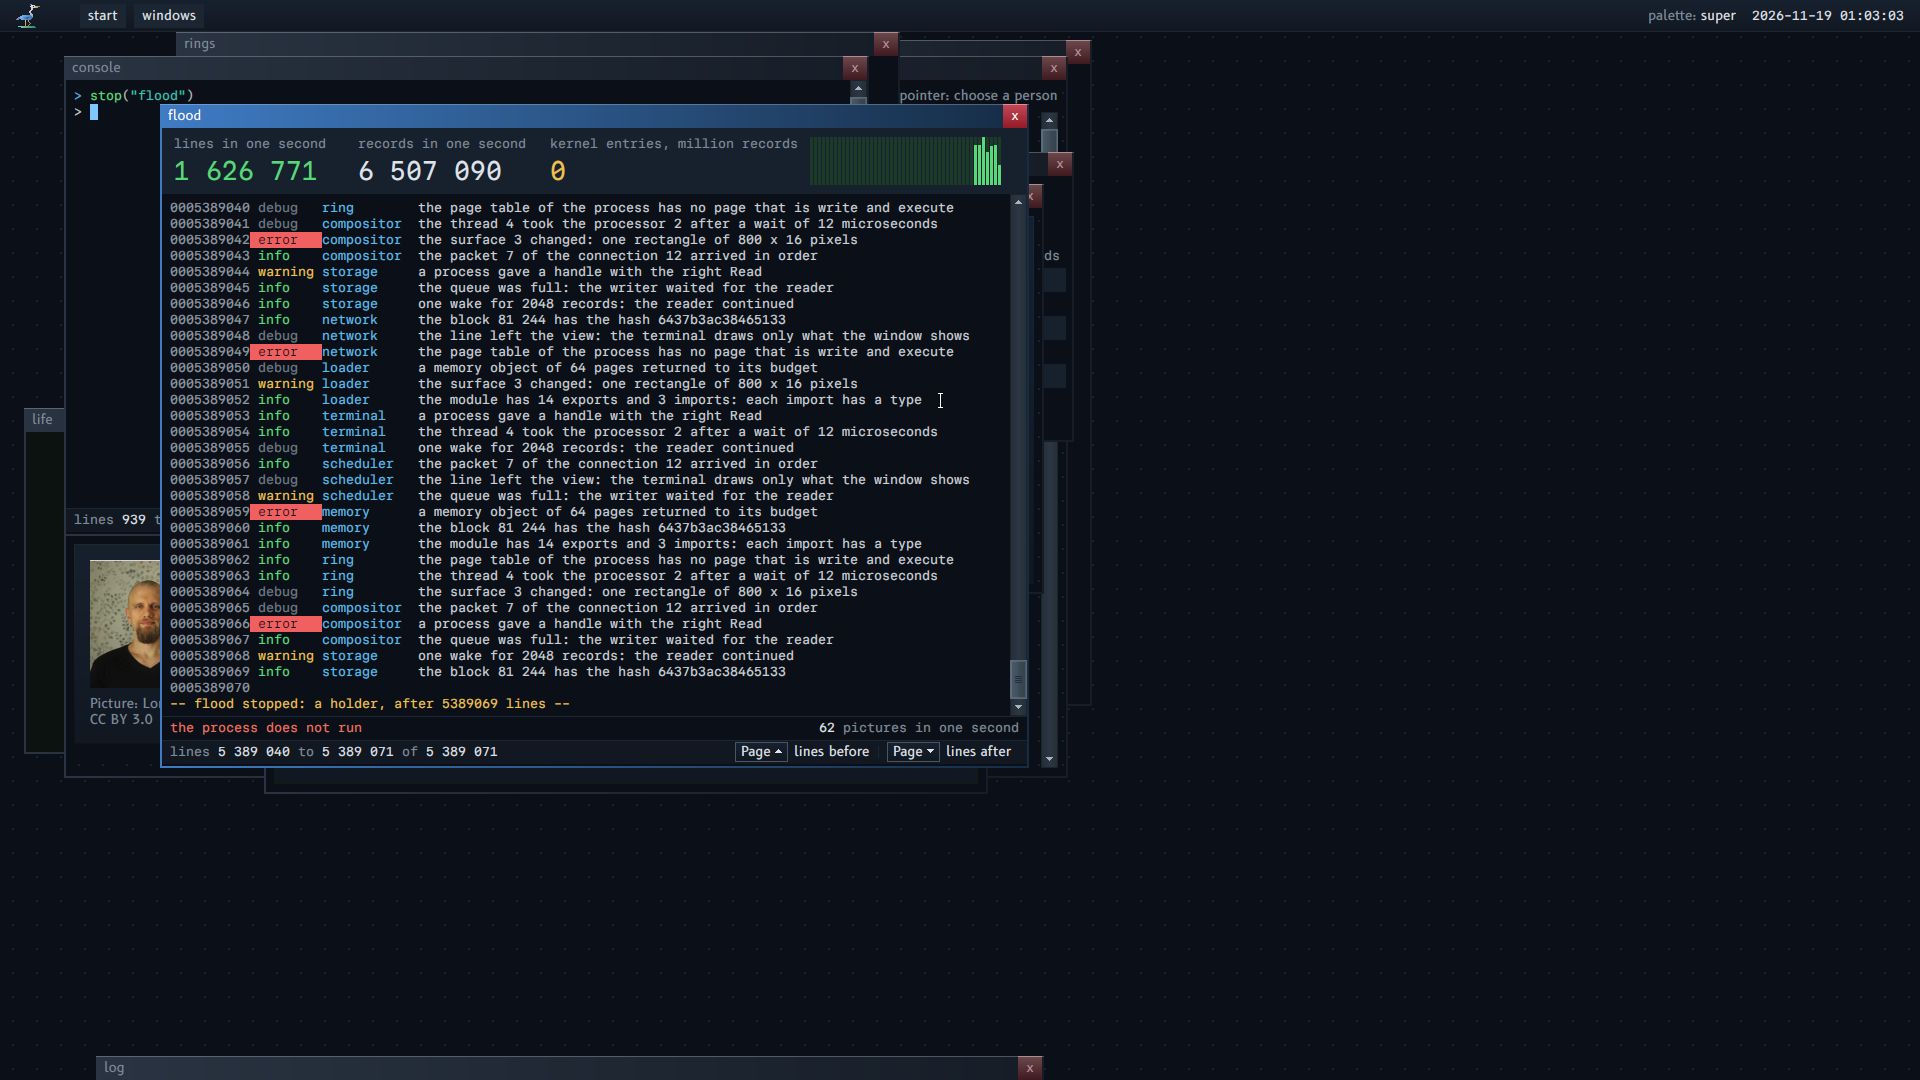 start windows palette: super 2026-11-19 01:03:03
rings x
x
console x x
> stop("flood")
pointer: choose a person
>
flood x
lines in one second records in one second kernel entries, million records
1 626 771 6 507 090 0
x
x
0005389040 debug ring the page table of the process has no page that is write and execute
0005389041 debug compositor the thread 4 took the processor 2 after a wait of 12 microseconds
0005389042 error compositor the surface 3 changed: one rectangle of 800 x 16 pixels
0005389043 info compositor the packet 7 of the connection 12 arrived in order
ds
0005389044 warning storage a process gave a handle with the right Read
0005389045 info storage the queue was full: the writer waited for the reader
0005389046 info storage one wake for 2048 records: the reader continued
0005389047 info network the block 81 244 has the hash 6437b3ac38465133
0005389048 debug network the line left the view: the terminal draws only what the window shows
0005389049 error network the page table of the process has no page that is write and execute
0005389050 debug loader a memory object of 64 pages returned to its budget
0005389051 warning loader the surface 3 changed: one rectangle of 800 x 16 pixels
0005389052 info loader the module has 14 exports and 3 imports: each import has a type
0005389053 info terminal a process gave a handle with the right Read
0005389054 info terminal the thread 4 took the processor 2 after a wait of 12 microseconds
0005389055 debug terminal one wake for 2048 records: the reader continued
0005389056 info scheduler the packet 7 of the connection 12 arrived in order
0005389057 debug scheduler the line left the view: the terminal draws only what the window shows
0005389058 warning scheduler the queue was full: the writer waited for the reader
0005389059 error memory a memory object of 64 pages returned to its budget
0005389060 info memory the block 81 244 has the hash 6437b3ac38465133
0005389061 info memory the module has 14 exports and 3 imports: each import has a type
0005389062 info ring the page table of the process has no page that is write and execute
0005389063 info ring the thread 4 took the processor 2 after a wait of 12 microseconds
0005389064 debug ring the surface 3 changed: one rectangle of 800 x 16 pixels
0005389065 debug compositor the packet 7 of the connection 12 arrived in order
0005389066 error compositor a process gave a handle with the right Read
0005389067 info compositor the queue was full: the writer waited for the reader
0005389068 warning storage one wake for 2048 records: the reader continued
0005389069 info storage the block 81 244 has the hash 6437b3ac38465133
0005389070
-- flood stopped: a holder, after 5389069 lines --
the process does not run 62 pictures in one second
lines 5 389 040 to 5 389 071 of 5 389 071 Page lines before Page lines after
life
lines 939 t
Picture: Lo
CC BY 3.0
log x